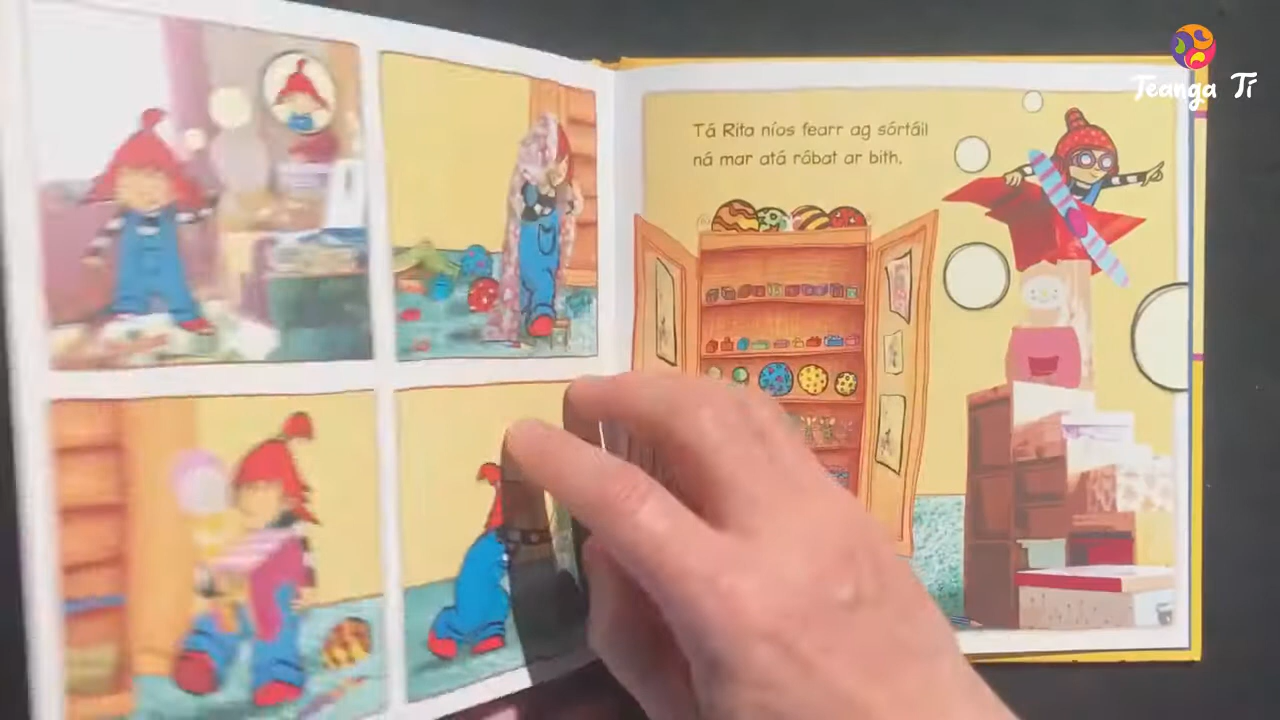 Teanga Tí
Tá Rita níos fearr ag sórtáil
ná mar atá róbat ar bith.